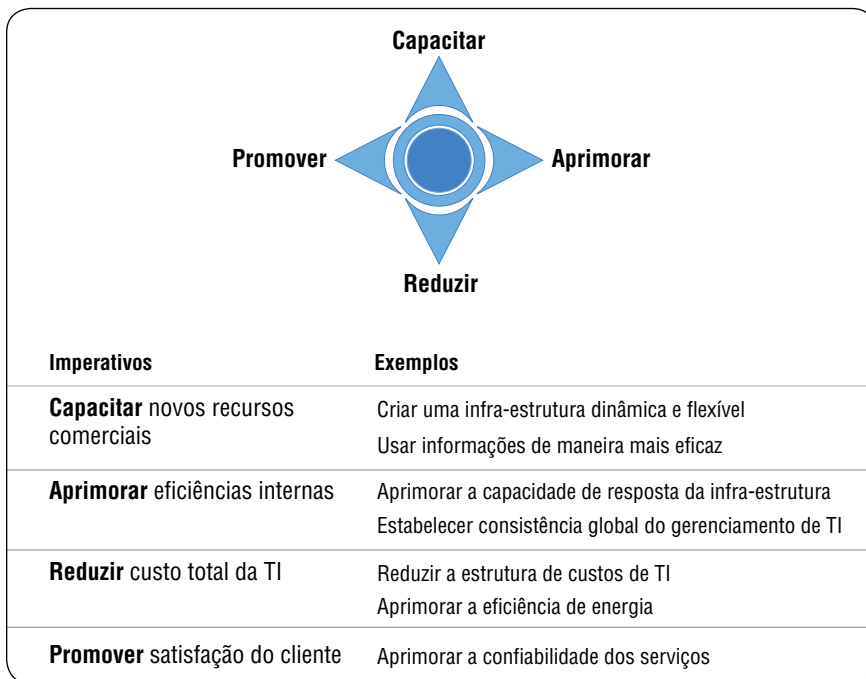 Capacitar
Promover
Aprimorar
Reduzir
Imperativos
Exemplos
Capacitar novos recursos
comerciais
Criar uma infra-estrutura dinâmica e flexível
Usar informações de maneira mais eficaz
Aprimorar eficiências internas
Aprimorar a capacidade de resposta da infra-estrutura
Estabelecer consistência global do gerenciamento de TI
Reduzir custo total da TI
Reduzir a estrutura de custos de TI
Aprimorar a eficiência de energia
Promover satisfação do cliente
Aprimorar a confiabilidade dos serviços